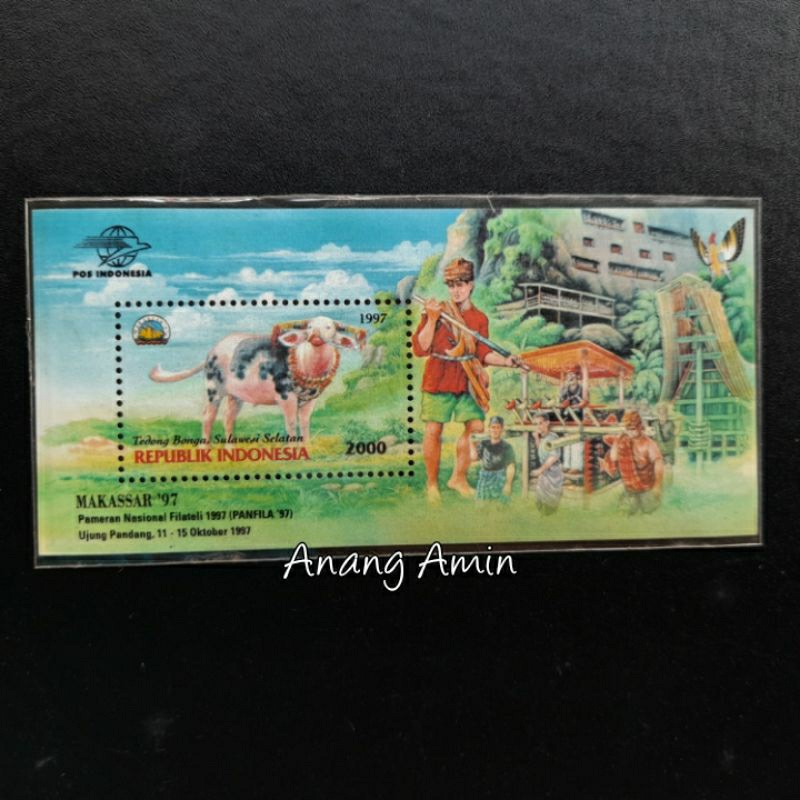 POS INDONESIA
1997
Tedong Bonga, Sulawesi Selatan
REPUBLIK INDONESIA
2000
MAKASSAR '97
Pameran Nasional Filateli 1997 (PANFILA '97)
Ujung Pandang, 11 - 15 Oktober 1997
Anang Amin